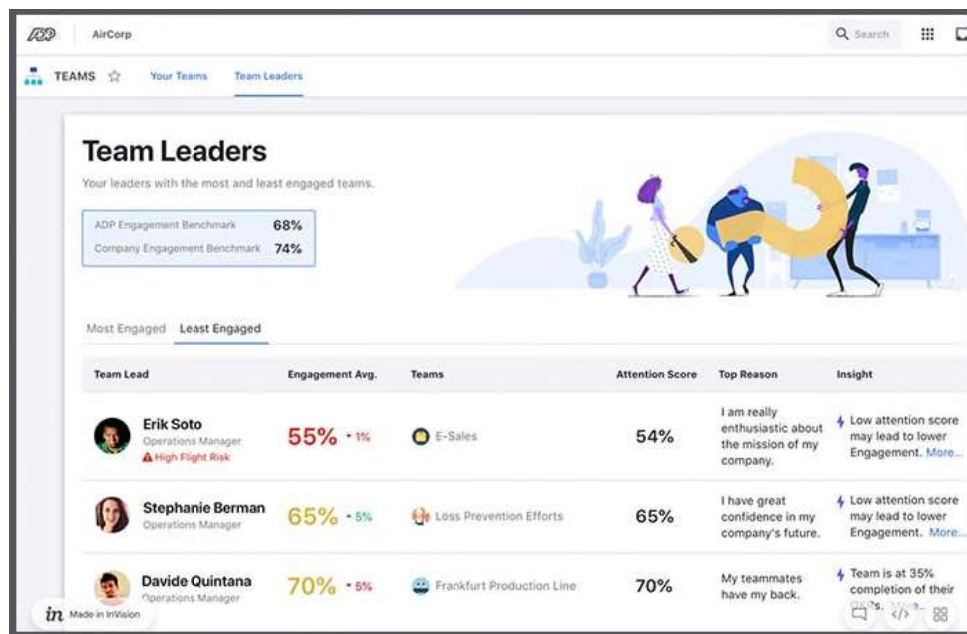 ADP AirCorp Search
TEAMS Your Teams Team Leaders
Team Leaders
Your leaders with the most and least engaged teams.
ADP Engagement Benchmark 68%
Company Engagement Benchmark 74%
Most Engaged Least Engaged
Team Lead Engagement Avg. Teams Attention Score Top Reason Insight
Erik Soto
Operations Manager
High Flight Risk
55% 1%
E-Sales
54%
I am really
enthusiastic about
the mission of my
company.
Low attention score
may lead to lower
Engagement. More...
Stephanie Berman
Operations Manager
65% 5%
Loss Prevention Efforts
65%
I have great
confidence in my
company's future.
Low attention score
may lead to lower
Engagement. More...
Davide Quintana
Operations Manager
70% 5%
Frankfurt Production Line
70%
My teammates
have my back.
Team is at 35%
completion of their
in Made in InVision